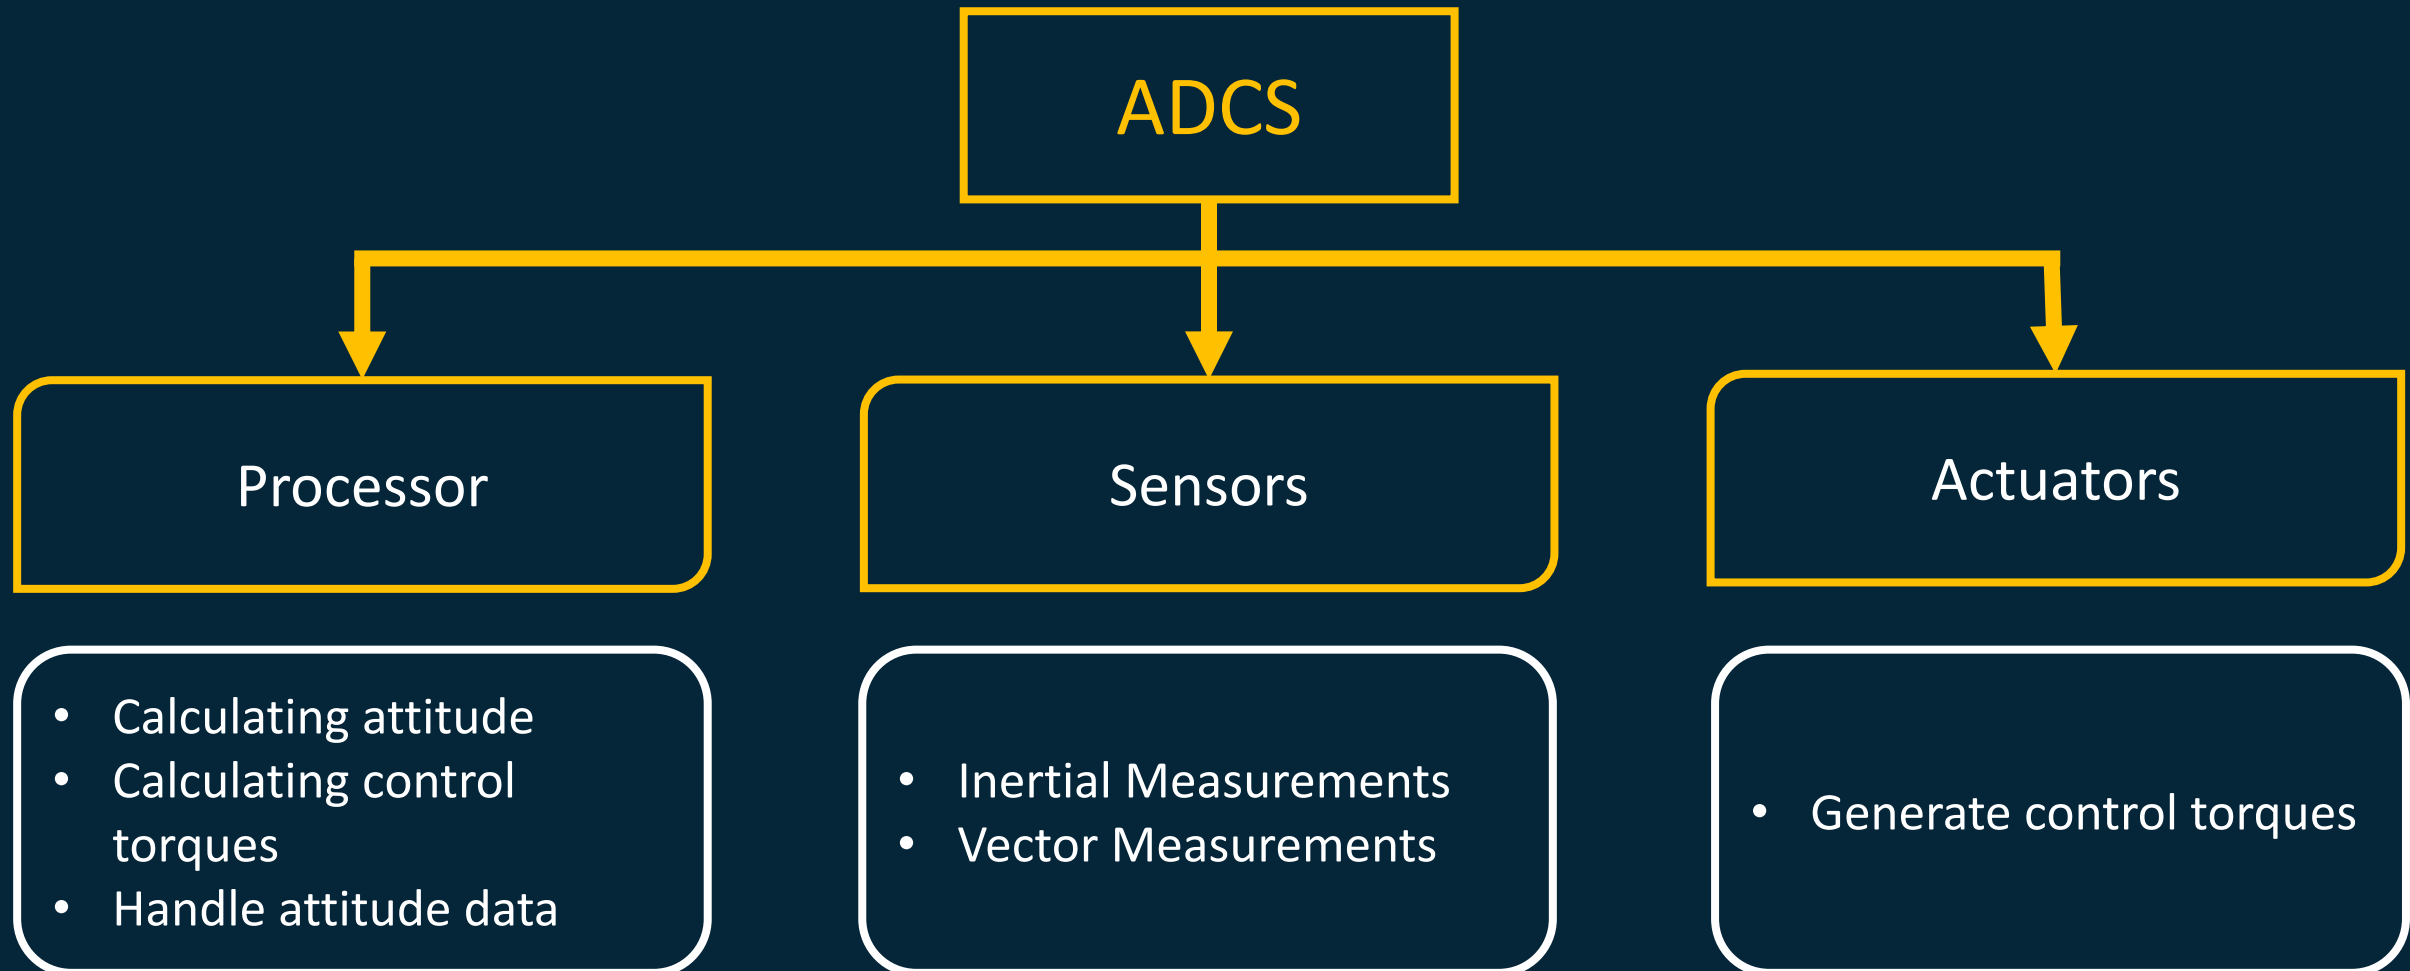 ADCS
Processor
Sensors
Actuators
• Calculating attitude
• Calculating control
torques
• Handle attitude data
• Inertial Measurements
• Vector Measurements
• Generate control torques